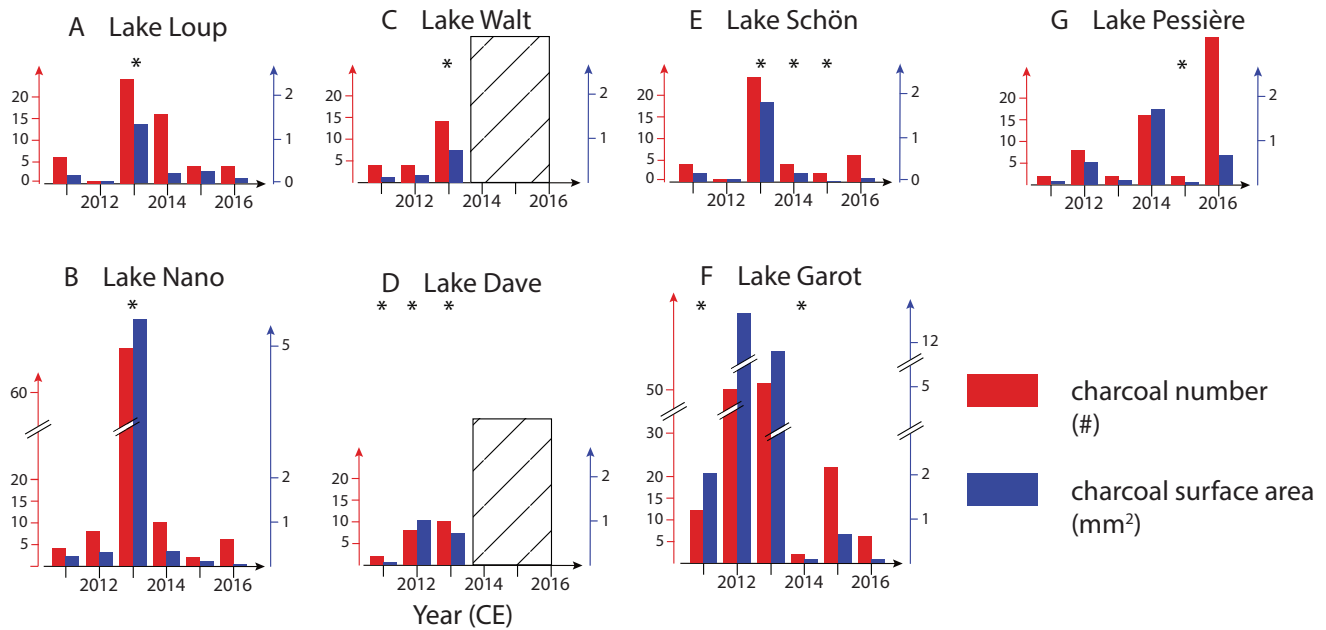 A Lake Loup
*
20
15
10
5
0
2
1
0
2012 2014 2016
C Lake Walt
*
20
15
10
5
2
1
2012 2014 2016
E Lake Schön
* * *
20
15
10
5
0
2
1
0
2012 2014 2016
G Lake Pessière
*
20
15
10
5
2
1
2012 2014 2016
B Lake Nano
*
60
20
15
10
5
5
2
1
2012 2014 2016
D Lake Dave
* * *
20
15
10
5
2
1
2012 2014 2016
Year (CE)
F Lake Garot
* *
50
30
20
15
10
5
12
5
2
1
2012 2014 2016
charcoal number
(#)
charcoal surface area
(mm²)